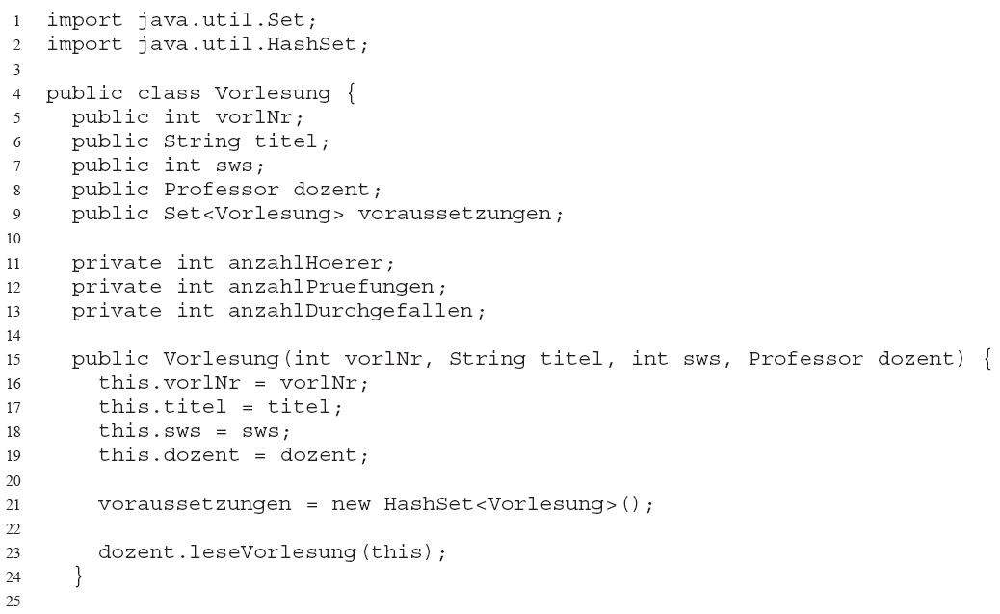 1 import java.util.Set;
2 import java.util.HashSet;
3
4 public class Vorlesung {
5   public int vorlNr;
6   public String titel;
7   public int sws;
8   public Professor dozent;
9   public Set<Vorlesung> voraussetzungen;
10
11   private int anzahlHoerer;
12   private int anzahlPruefungen;
13   private int anzahlDurchgefallen;
14
15   public Vorlesung(int vorlNr, String titel, int sws, Professor dozent) {
16     this.vorlNr = vorlNr;
17     this.titel = titel;
18     this.sws = sws;
19     this.dozent = dozent;
20
21     voraussetzungen = new HashSet<Vorlesung>();
22
23     dozent.leseVorlesung(this);
24   }
25